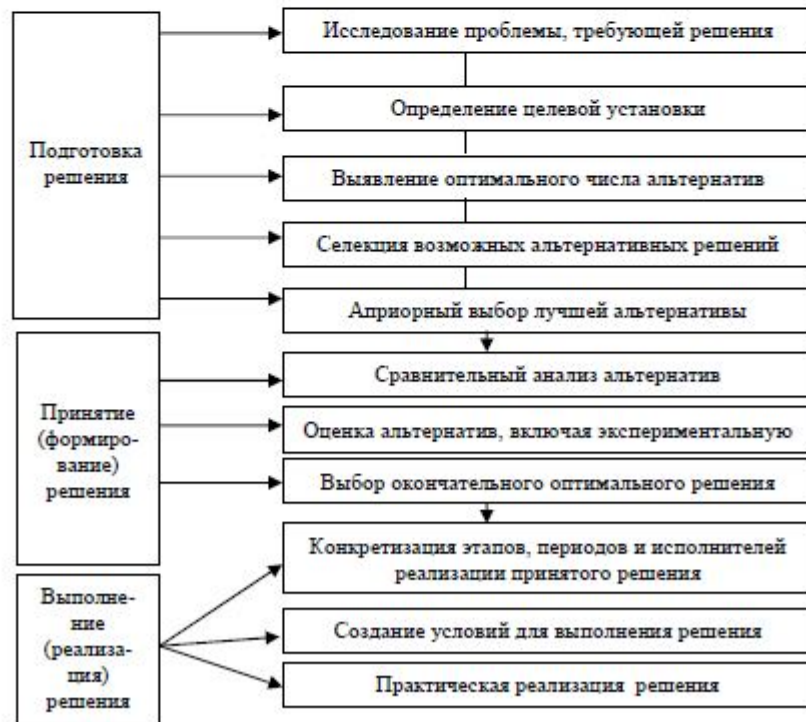 Подготовка
решения
Исследование проблемы, требующей решения
Определение целевой установки
Выявление оптимального числа альтернатив
Селекция возможных альтернативных решений
Априорный выбор лучшей альтернативы
Принятие
(формиро-
вание)
решения
Сравнительный анализ альтернатив
Оценка альтернатив, включая экспериментальную
Выбор окончательного оптимального решения
Выполне-
ние
(реализа-
ция)
решения
Конкретизация этапов, периодов и исполнителей
реализации принятого решения
Создание условий для выполнения решения
Практическая реализация решения